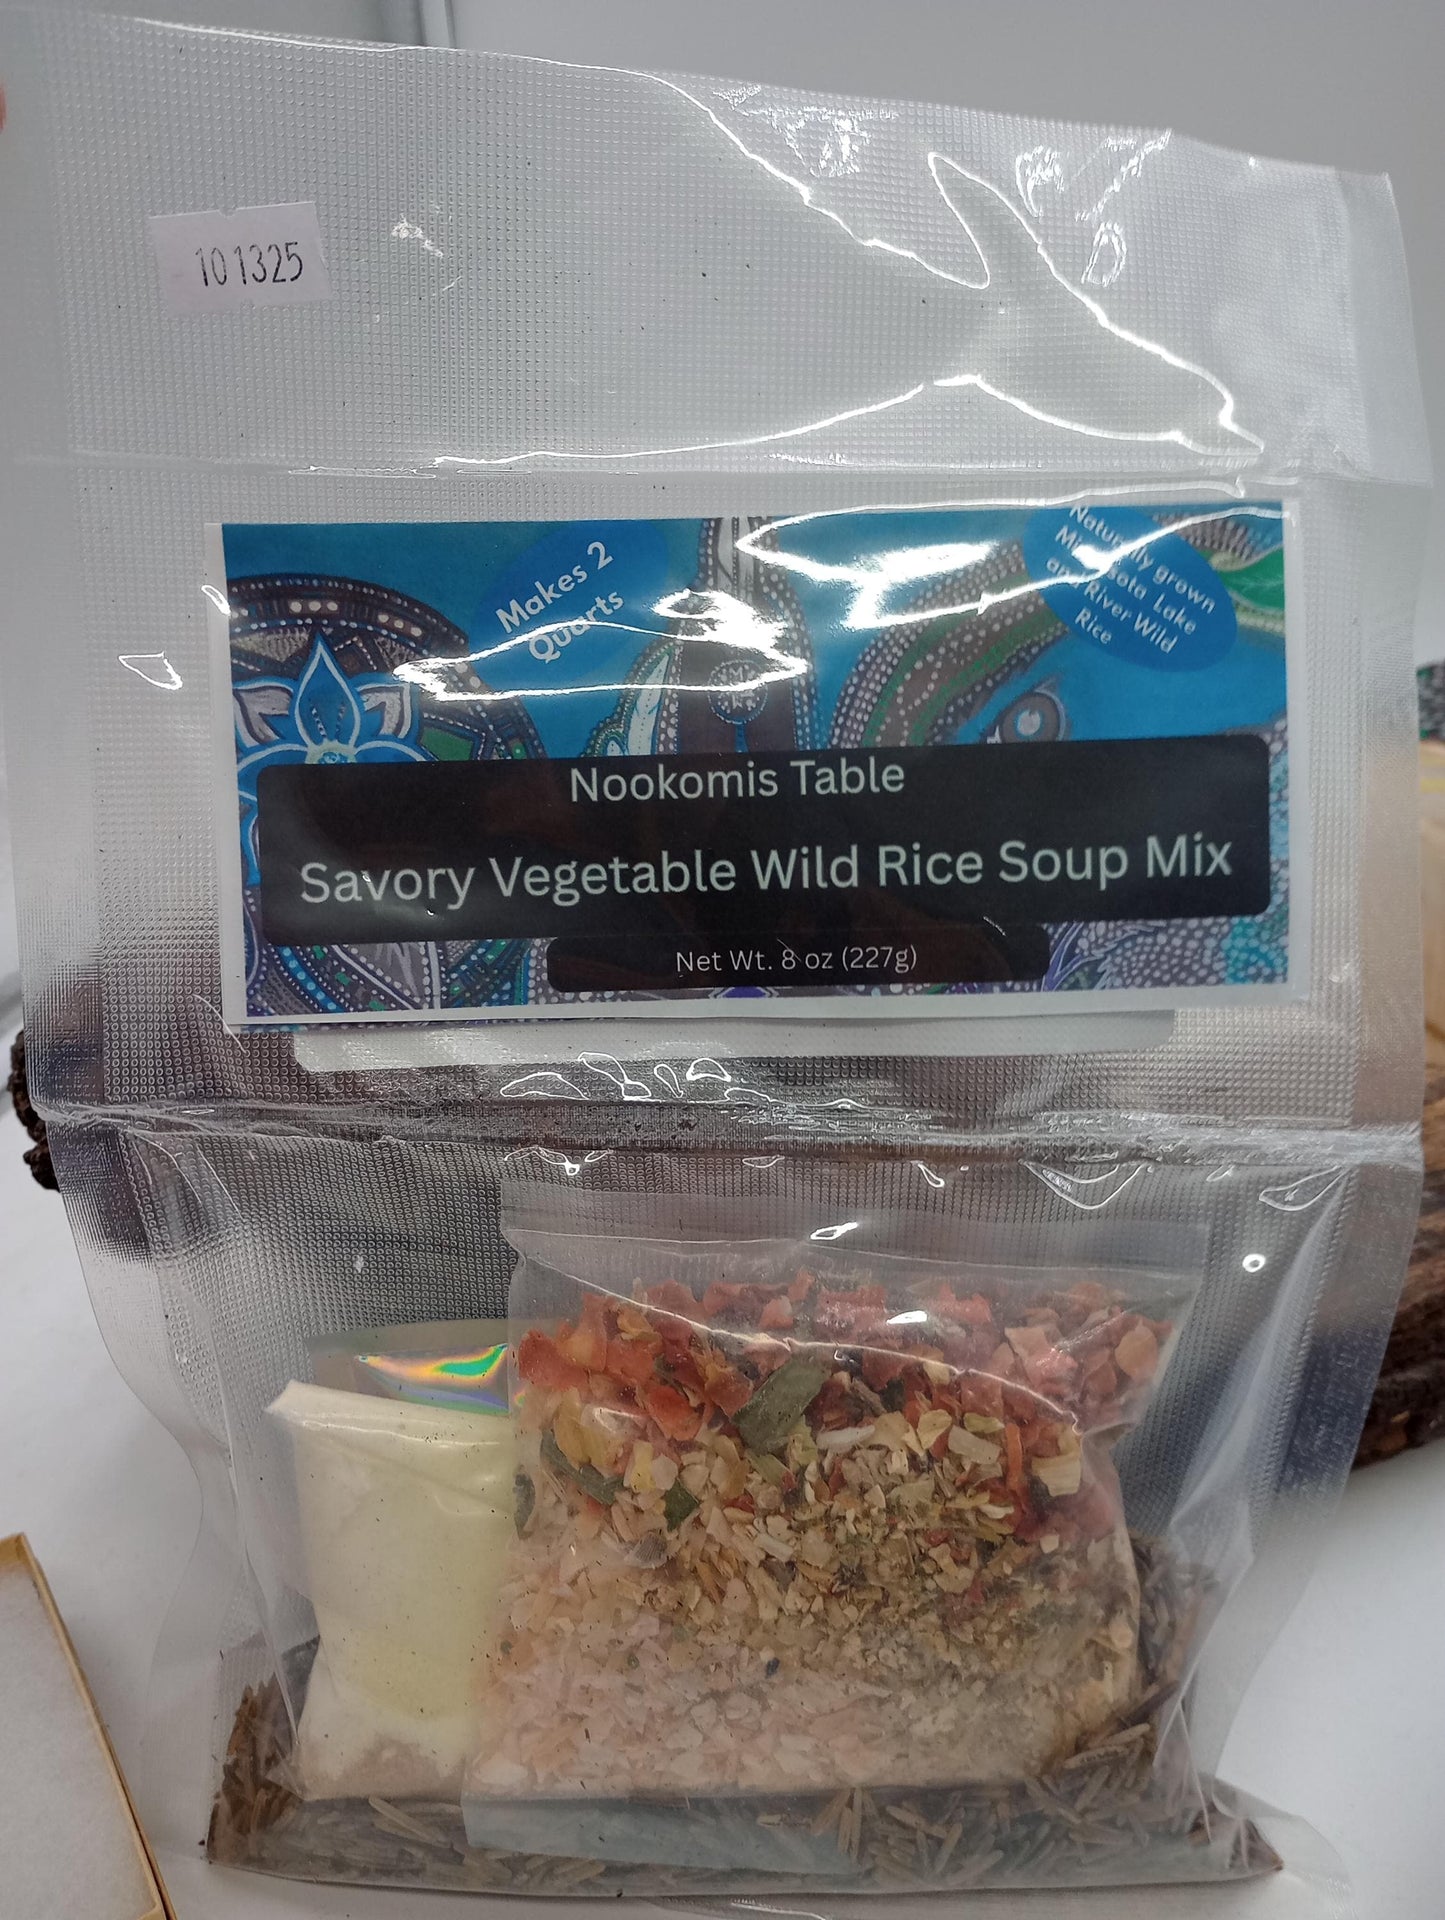 101325
Makes 2
Quarts
Naturally grown
Minnesota Lake
and River Wild
Rice
Nookomis Table
Savory Vegetable Wild Rice Soup Mix
Net Wt. 8 oz (227g)